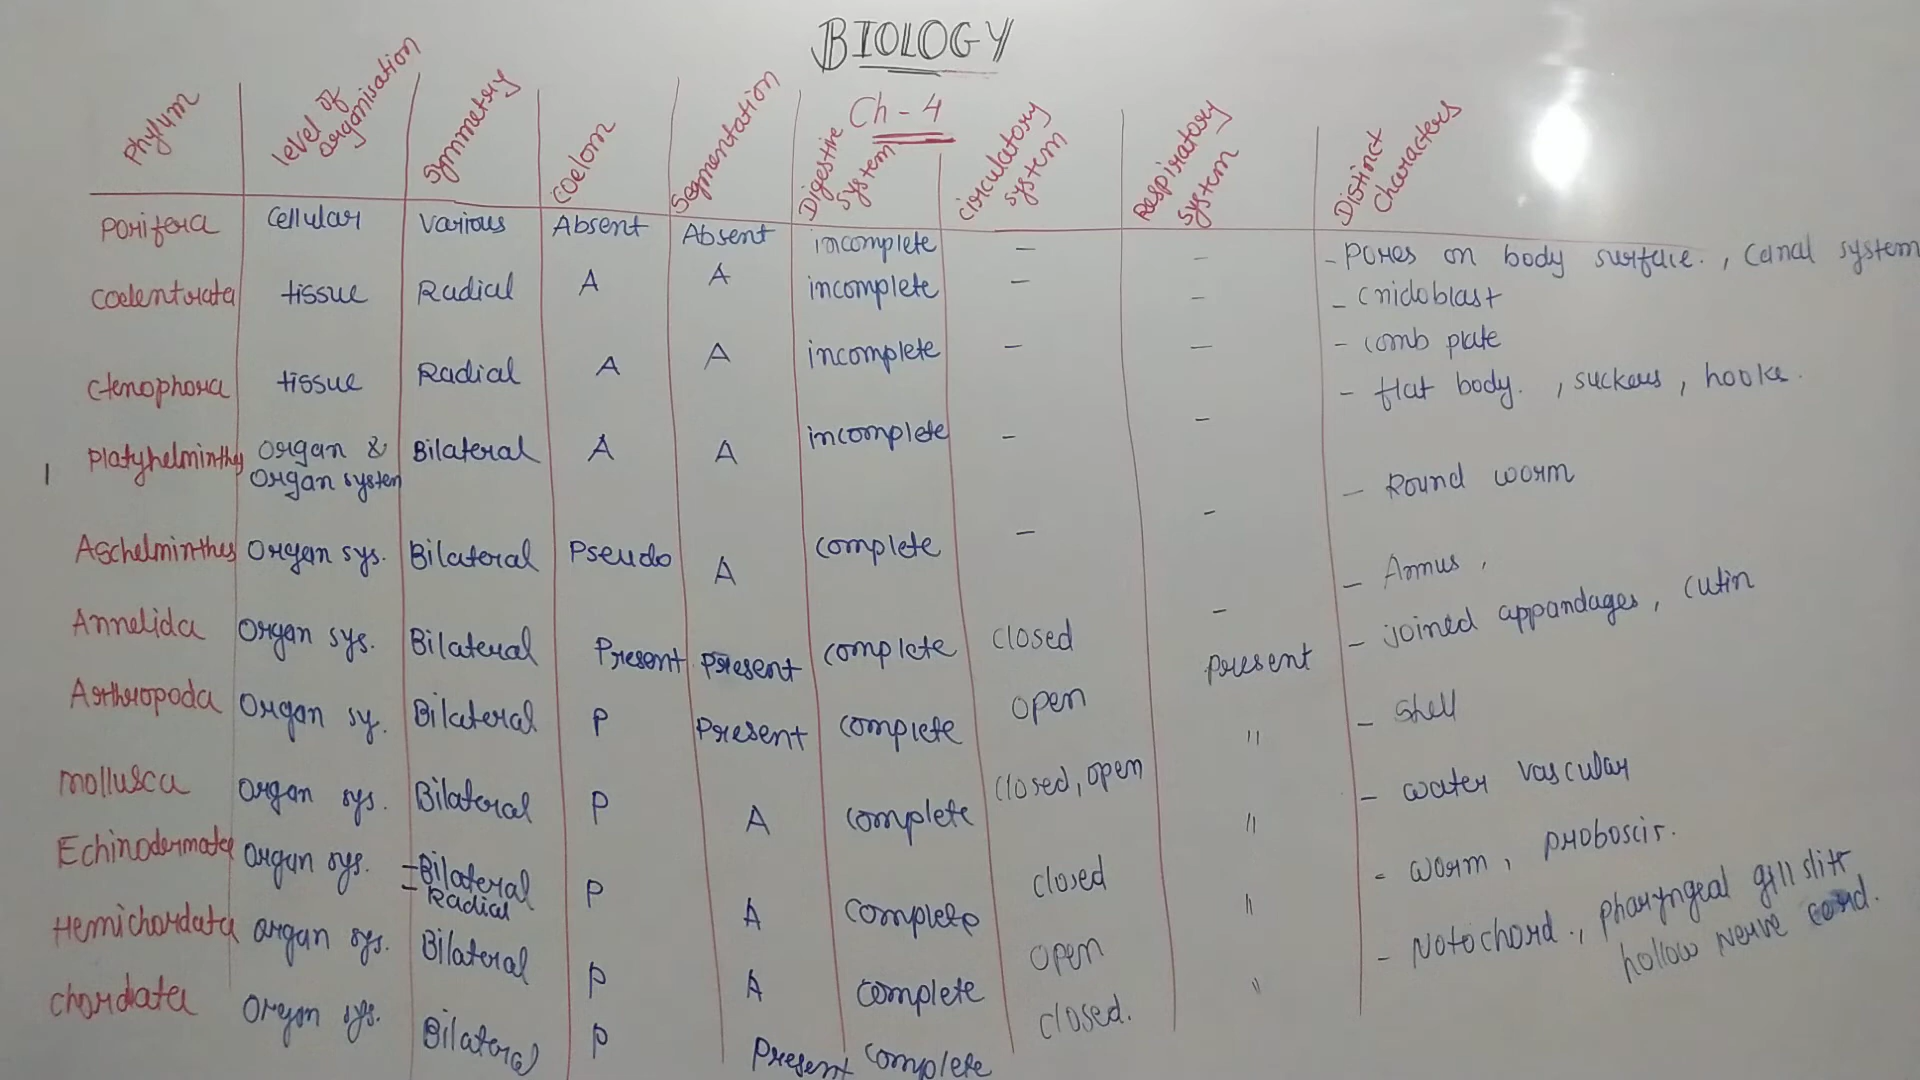 BIOLOGY
Ch - 4
Phylum level of organisation Symmetry coelom Segmentation Digestive System circulatory system Respiratory System Distinct Characters
Porifera Cellular Various Absent Absent incomplete - - - Pores on body surface. , Canal system
Coelentrata tissue Radial A A incomplete - - - Cnidoblast
Ctenophora tissue Radial A A incomplete - - - comb plate
Platyhelminthes Organ & Organ system Bilateral A A incomplete - - - flat body. , suckers , hooks.
Aschelminthes Organ sys. Bilateral Pseudo A complete - - - Round worm
Annelida Organ sys. Bilateral Present Present complete closed - - Annus ,
Arthropoda Organ sy. Bilateral P Present complete open present - joined appandages , cutin
mollusca organ sys. Bilateral P A complete closed, open " - shell
Echinodermata organ sys. - Bilateral - Radial P A complete closed " - water vascular
Hemichordata organ sys. Bilateral P A complete open " - worm , proboscis.
chordata Organ sys. Bilateral P Present complete closed. " - Notochord ., pharyngeal gill slits
hollow nerve cord.